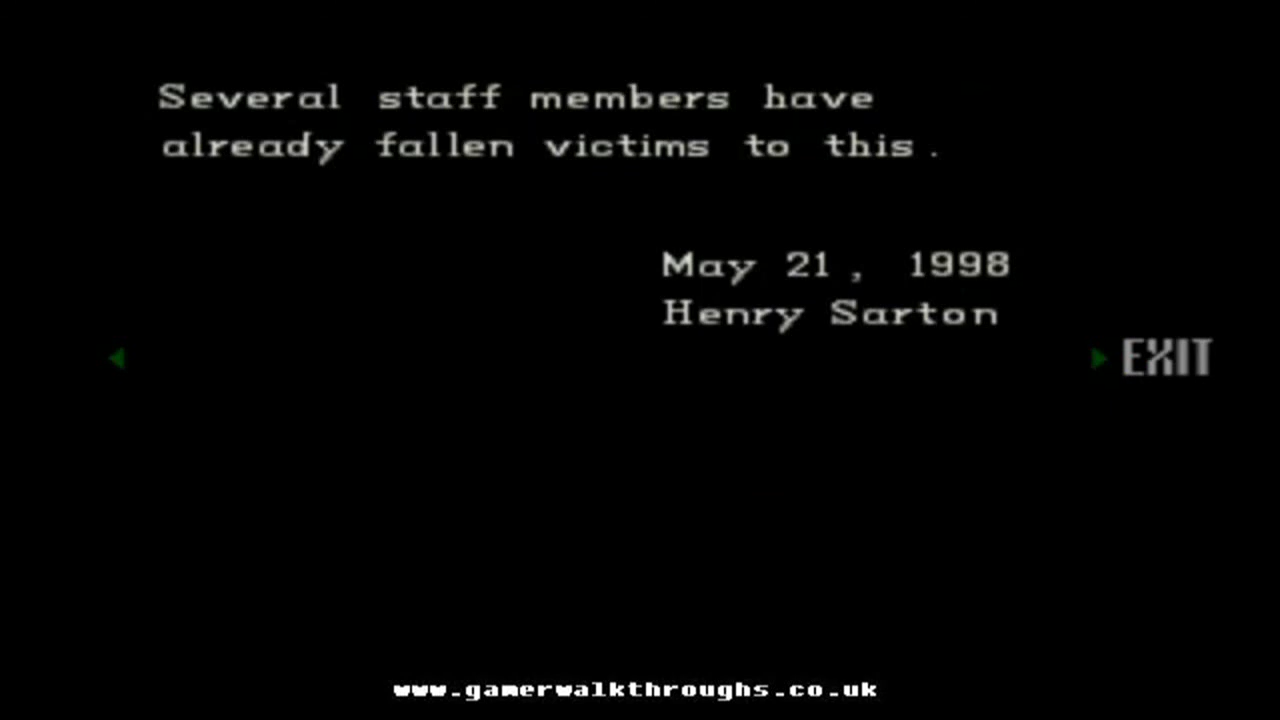 Several staff members have
already fallen victims to this.
May 21, 1998
Henry Sarton
EXIT
www.gamerwalkthroughs.co.uk